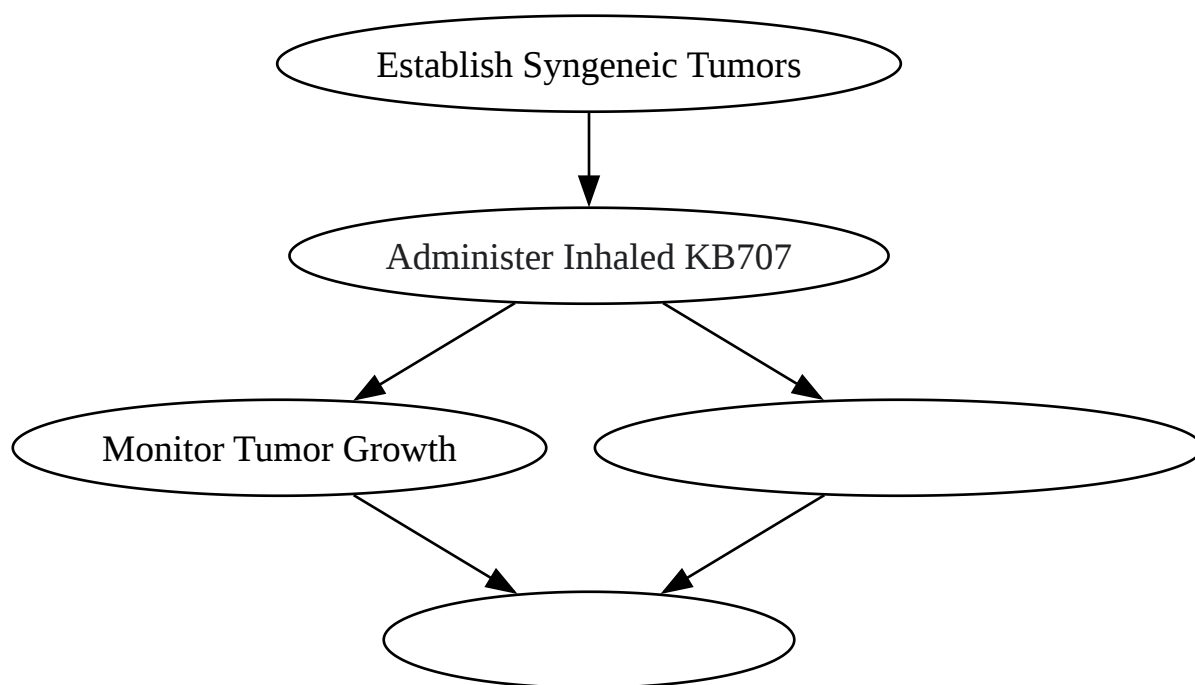 Establish Syngeneic Tumors
Administer Inhaled KB707
Monitor Tumor Growth